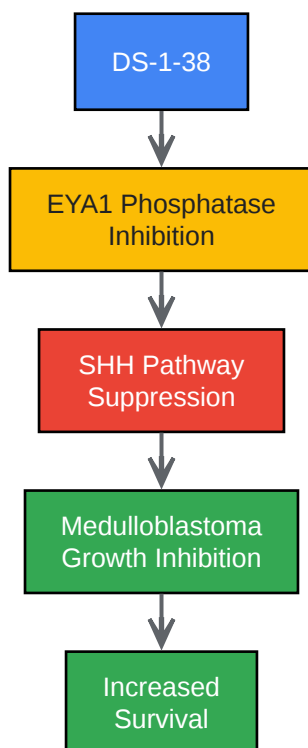 DS-1-38
EYA1 Phosphatase
Inhibition
SHH Pathway
Suppression
Medulloblastoma
Growth Inhibition
Increased
Survival